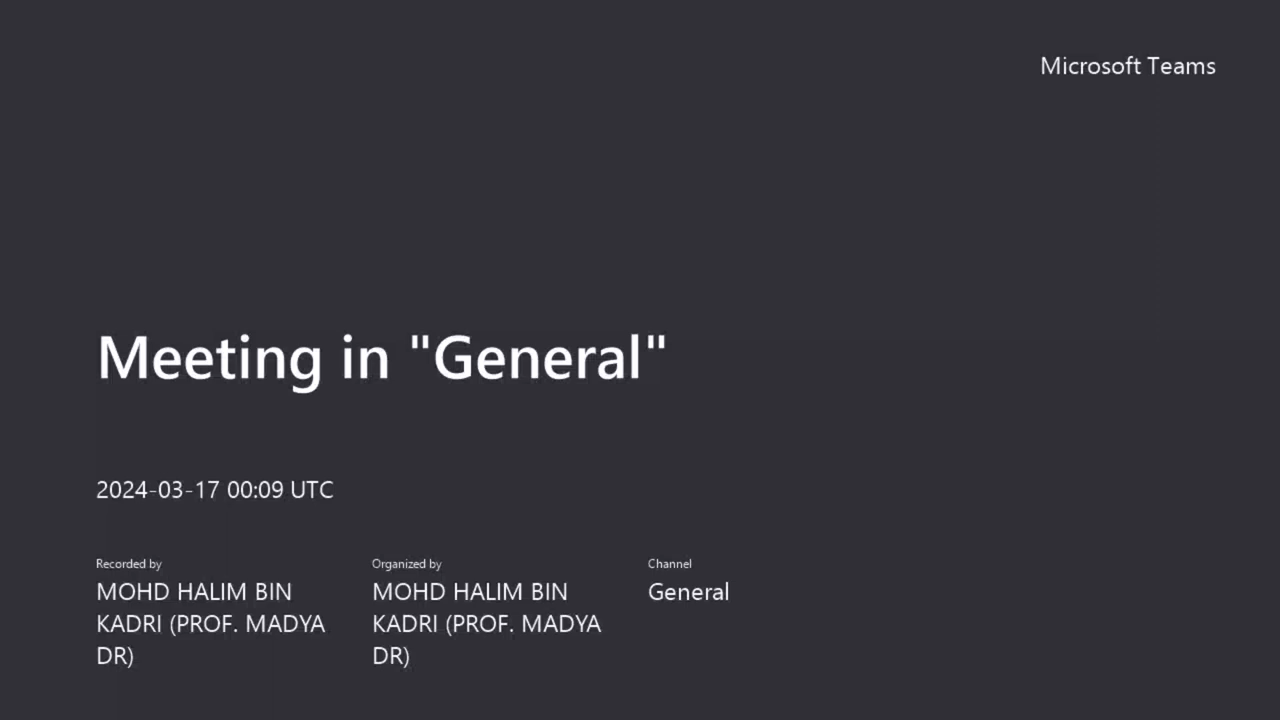 Microsoft Teams
Meeting in "General"
2024-03-17 00:09 UTC
Recorded by
MOHD HALIM BIN
KADRI (PROF. MADYA
DR)
Organized by
MOHD HALIM BIN
KADRI (PROF. MADYA
DR)
Channel
General